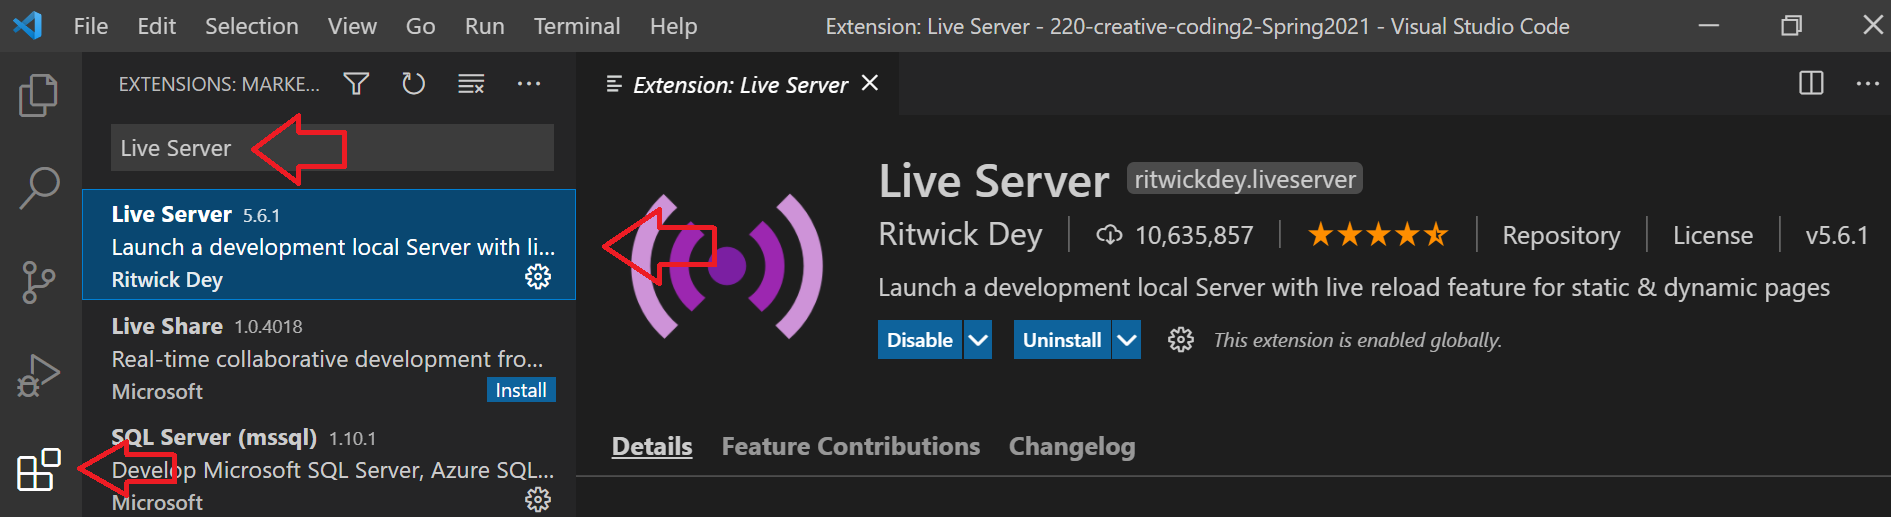 File Edit Selection View Go Run Terminal Help Extension: Live Server - 220-creative-coding2-Spring2021 - Visual Studio Code
EXTENSIONS: MARKE...
Live Server
Live Server 5.6.1
Launch a development local Server with li...
Ritwick Dey
Live Share 1.0.4018
Real-time collaborative development fro...
Microsoft Install
SQL Server (mssql) 1.10.1
Develop Microsoft SQL Server, Azure SQL...
Microsoft
Extension: Live Server
Live Server ritwickdey.liveserver
Ritwick Dey 10,635,857 Repository License v5.6.1
Launch a development local Server with live reload feature for static & dynamic pages
Disable Uninstall This extension is enabled globally.
Details Feature Contributions Changelog